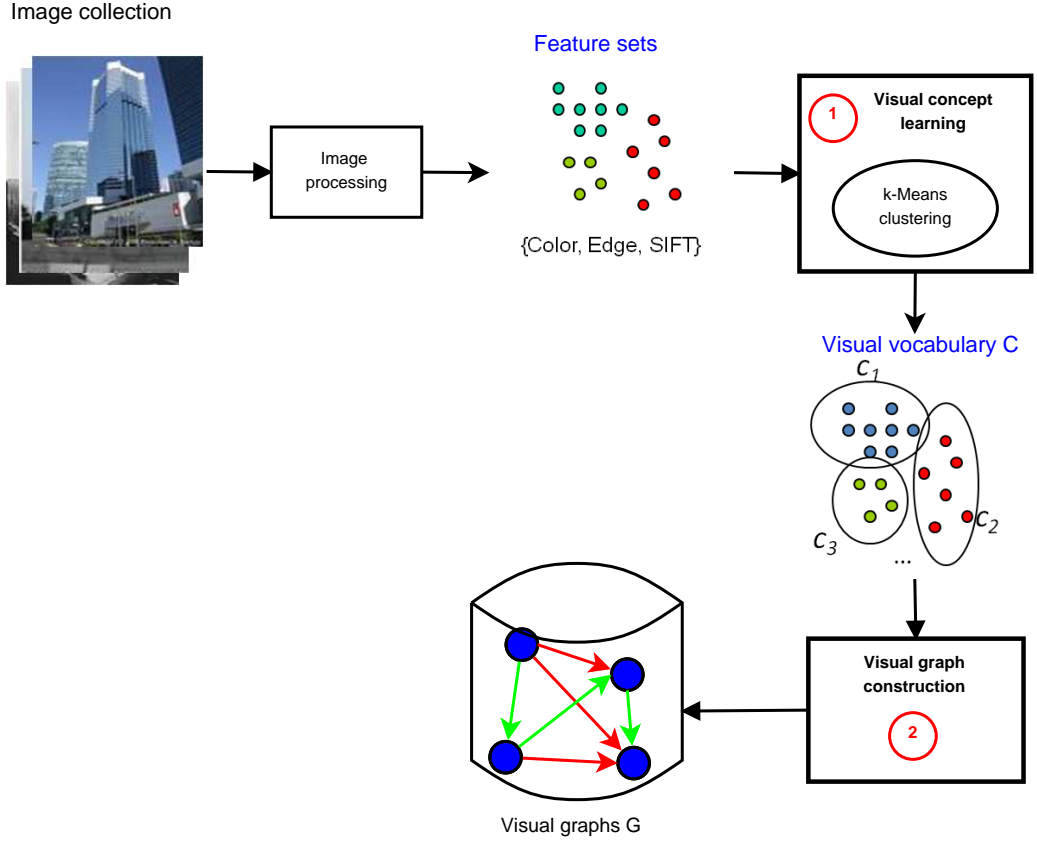 Image collection
Feature sets
Image
processing
{Color, Edge, SIFT}
1
Visual concept
learning
k-Means
clustering
Visual vocabulary C
c1
c2
c3
...
Visual graph
construction
2
Visual graphs G